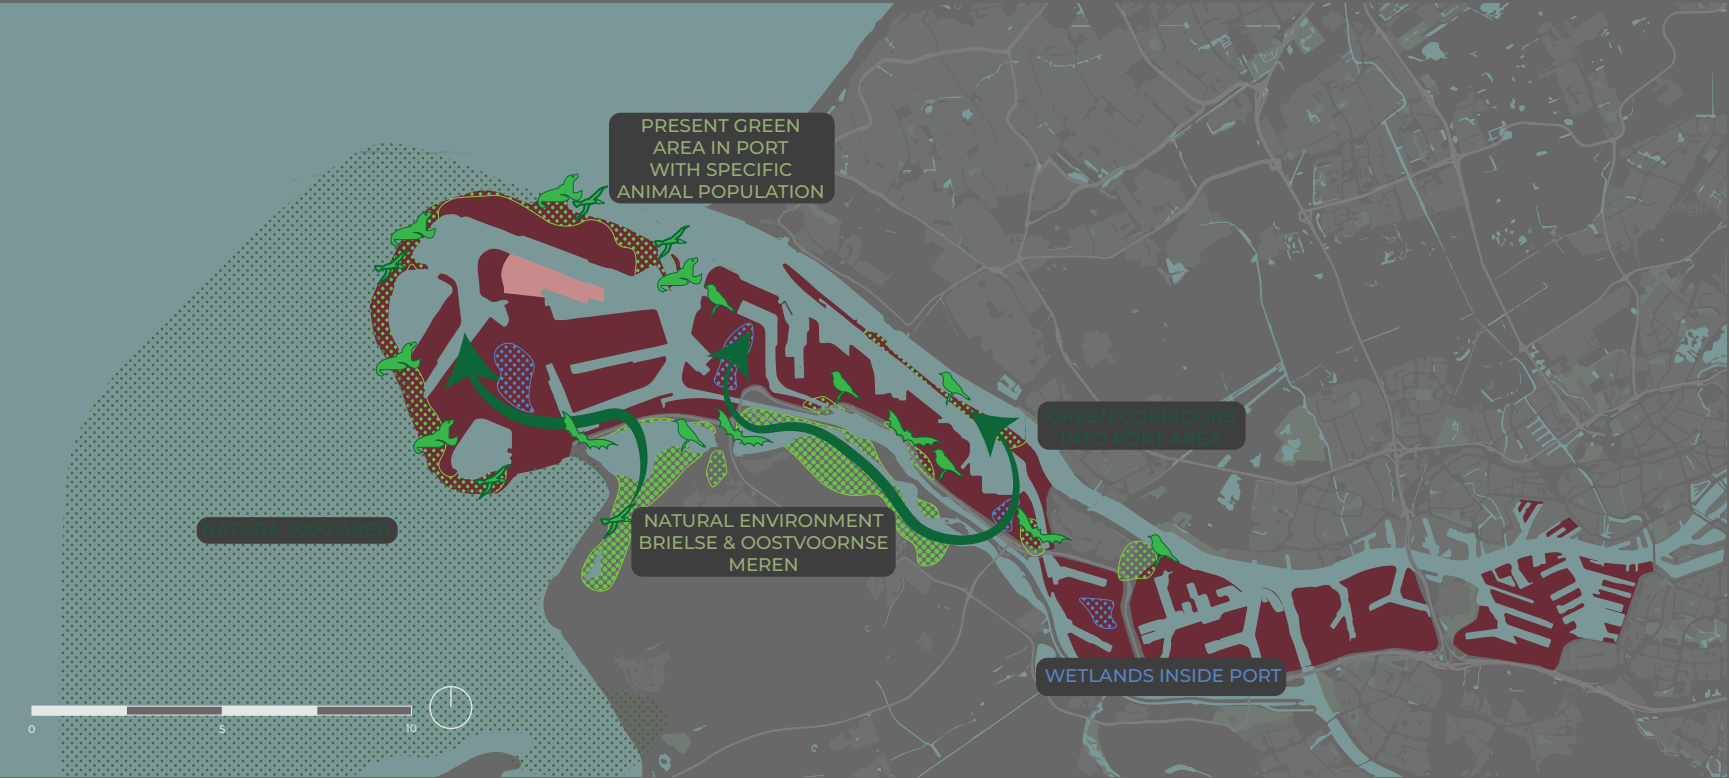 PRESENT GREEN
AREA IN PORT
WITH SPECIFIC
ANIMAL POPULATION
GREEN CORRIDORS
INTO PORT AREA
NATURA 2000 AREA
NATURAL ENVIRONMENT
BRIELSE & OOSTVOORNSE
MEREN
WETLANDS INSIDE PORT
0 5 10